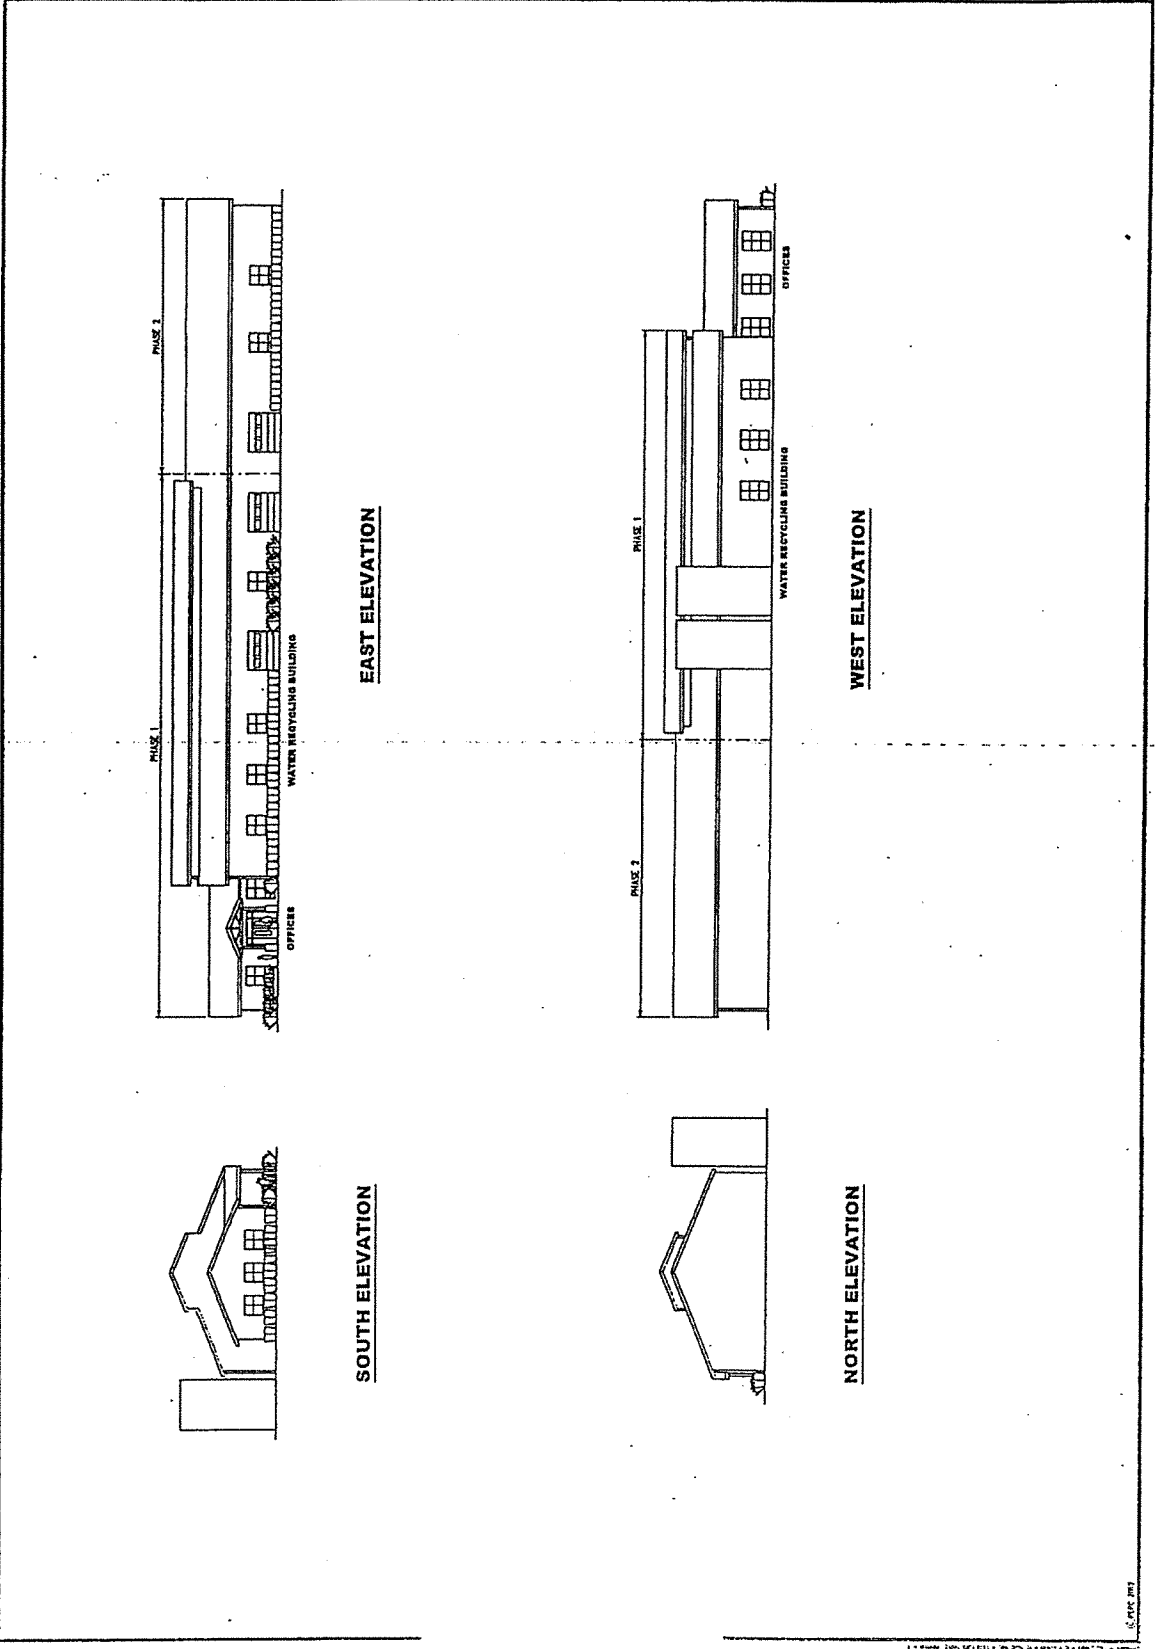 PHASE 1
PHASE 2
OFFICES
WATER RECYCLING BUILDING
SOUTH ELEVATION
EAST ELEVATION
PHASE 2
PHASE 1
WATER RECYCLING BUILDING
OFFICES
NORTH ELEVATION
WEST ELEVATION